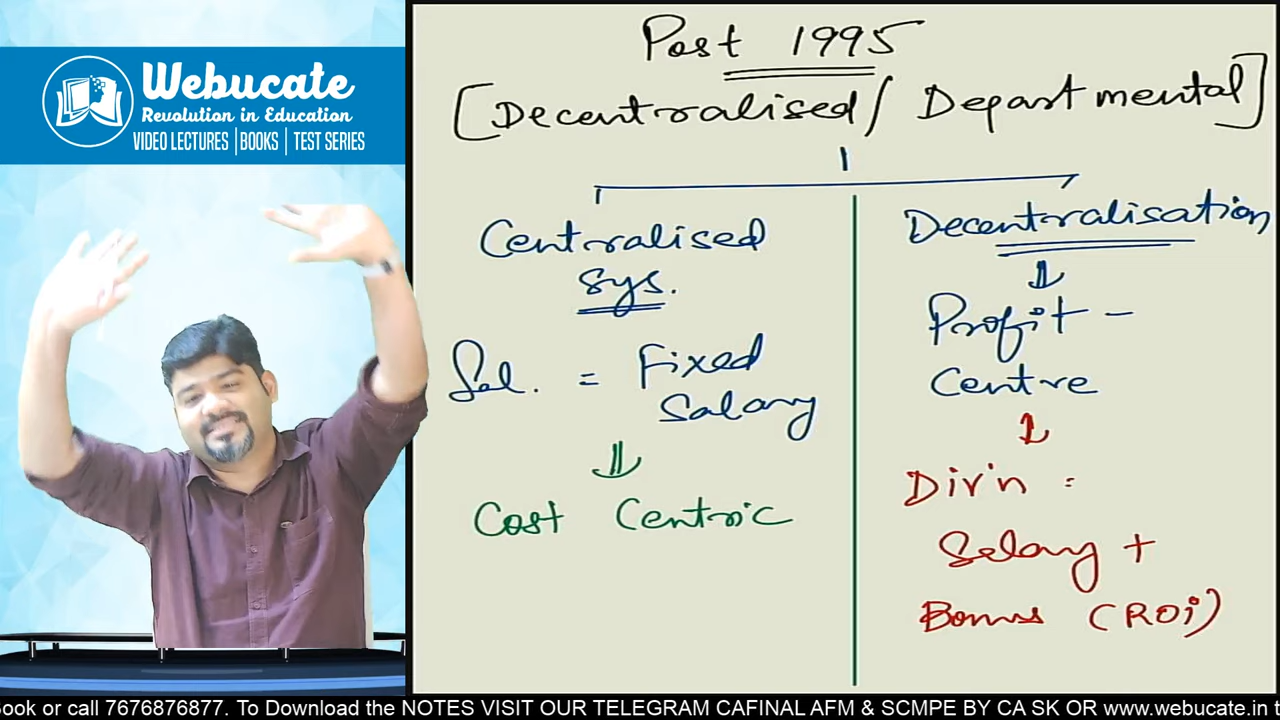 Webucate
Revolution in Education
VIDEO LECTURES | BOOKS | TEST SERIES
Post 1995
[Decentralised/ Departmental]
Centralised
Sys.
Sal. = Fixed
Salary
Cost Centric
Decentralisation
Profit -
Centre
Div'n =
Salary +
Bonus (ROi)
ook or call 7676876877. To Download the NOTES VISIT OUR TELEGRAM CAFINAL AFM & SCMPE BY CA SK OR www.webucate.in t